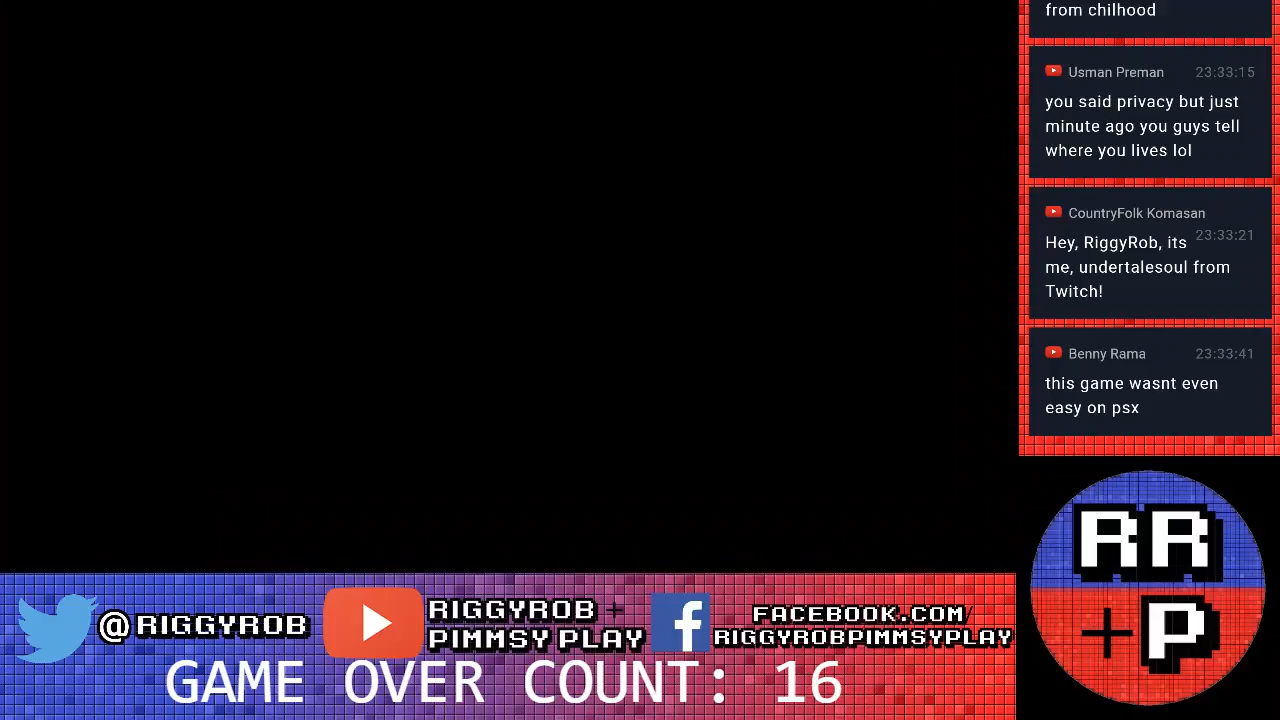 from chilhood
Usman Preman 23:33:15
you said privacy but just
minute ago you guys tell
where you lives lol
CountryFolk Komasan
23:33:21
Hey, RiggyRob, its
me, undertalesoul from
Twitch!
Benny Rama 23:33:41
this game wasnt even
easy on psx
RR
+P
@RIGGYROB
RIGGYROB +
PIMMSY PLAY
FACEBOOK.COM/
RIGGYROBPIMMSYPLAY
GAME OVER COUNT: 16